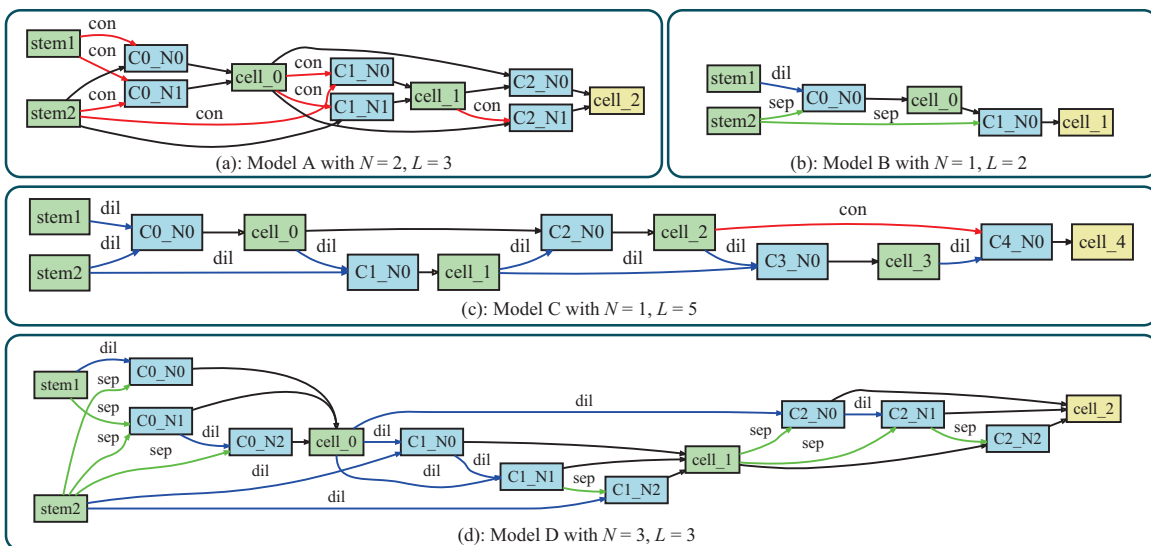 stem1
con
C0_N0
con
cell_0
con
C1_N0
C2_N0
con
C0_N1
con
cell_1
cell_2
stem2
con
C1_N1
con
C2_N1
(a): Model A with N = 2, L = 3
stem1
dil
C0_N0
cell_0
stem2
sep
sep
C1_N0
cell_1
(b): Model B with N = 1, L = 2
stem1
dil
C0_N0
cell_0
C2_N0
cell_2
con
C4_N0
cell_4
dil
dil
dil
dil
dil
stem2
dil
C1_N0
cell_1
dil
C3_N0
cell_3
(c): Model C with N = 1, L = 5
dil
C0_N0
stem1
sep
dil
C2_N0
dil
C2_N1
cell_2
sep
C0_N1
sep
dil
C0_N2
cell_0
dil
C1_N0
sep
sep
sep
C2_N2
sep
dil
dil
cell_1
C1_N1
sep
C1_N2
stem2
dil
(d): Model D with N = 3, L = 3